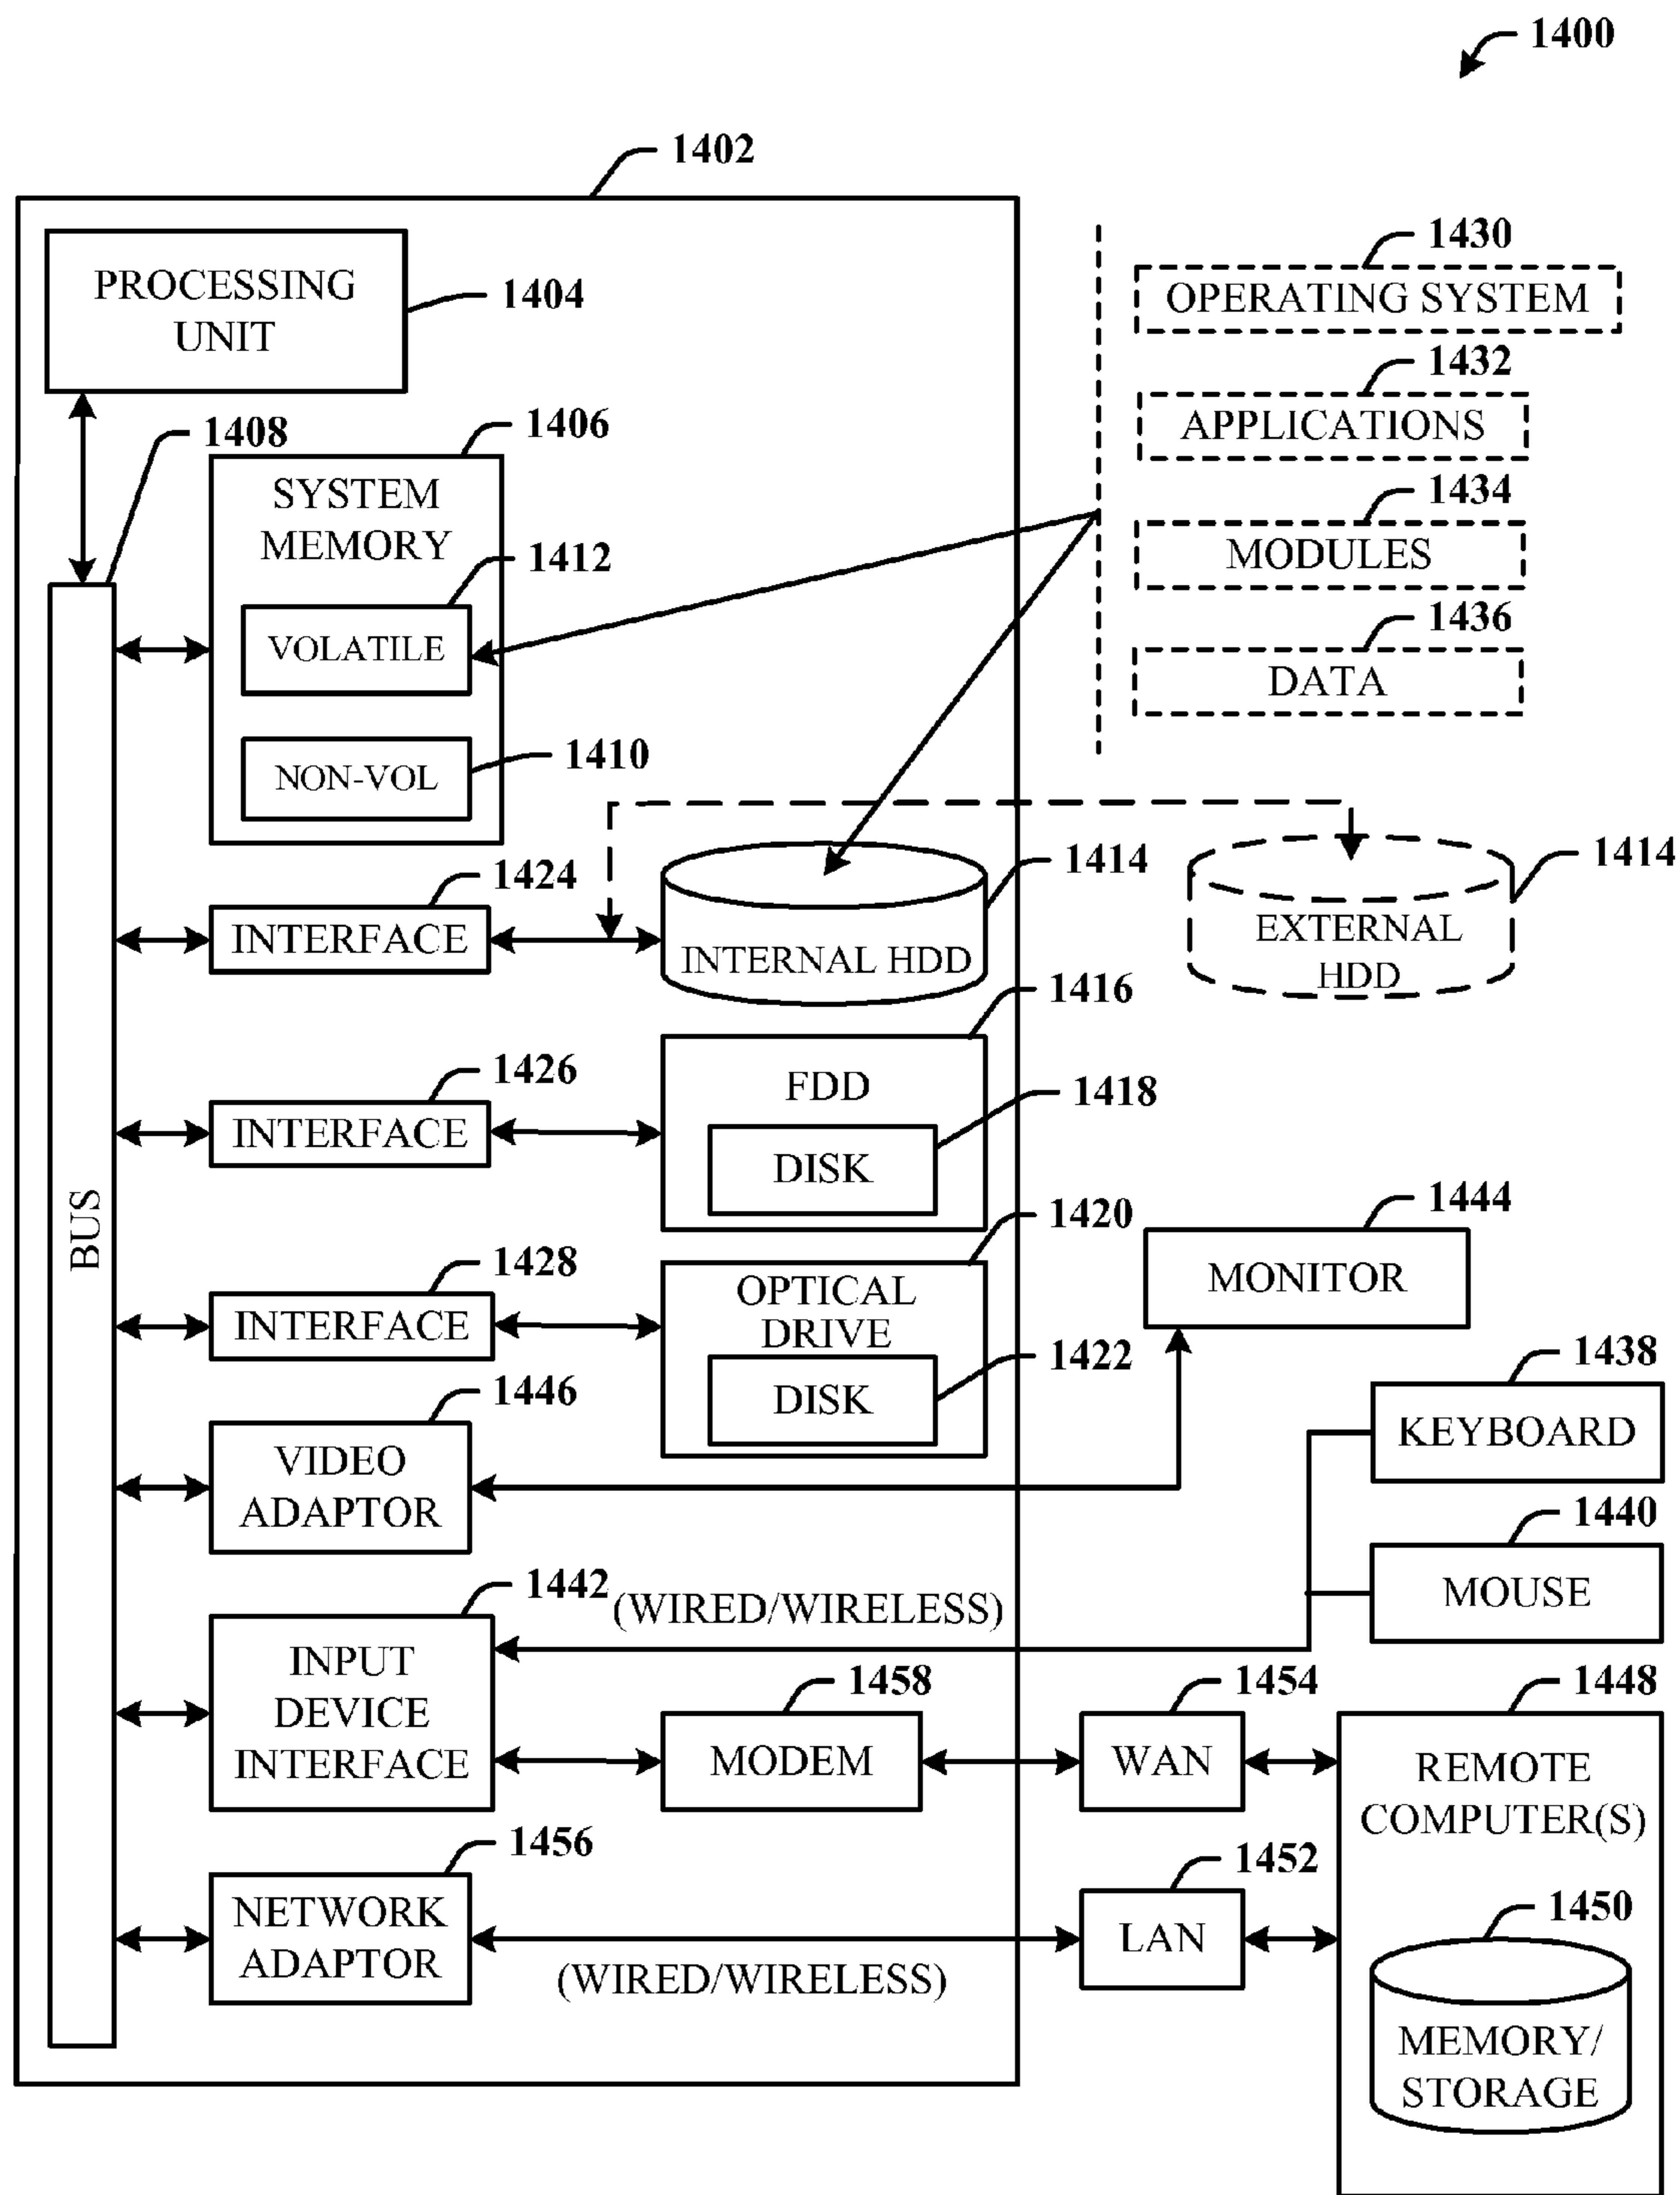 1400
1402
PROCESSING
UNIT
1404
1430
OPERATING SYSTEM
1432
APPLICATIONS
1434
MODULES
1436
DATA
1408
1406
SYSTEM
MEMORY
1412
VOLATILE
1410
NON-VOL
BUS
1424
INTERFACE
1414
INTERNAL HDD
1414
EXTERNAL
HDD
1426
INTERFACE
1416
FDD
1418
DISK
1428
INTERFACE
1420
OPTICAL
DRIVE
1422
DISK
1444
MONITOR
1446
VIDEO
ADAPTOR
1438
KEYBOARD
1440
MOUSE
1442
(WIRED/WIRELESS)
INPUT
DEVICE
INTERFACE
1458
MODEM
1454
WAN
1448
REMOTE
COMPUTER(S)
1456
NETWORK
ADAPTOR
(WIRED/WIRELESS)
1452
LAN
1450
MEMORY/
STORAGE